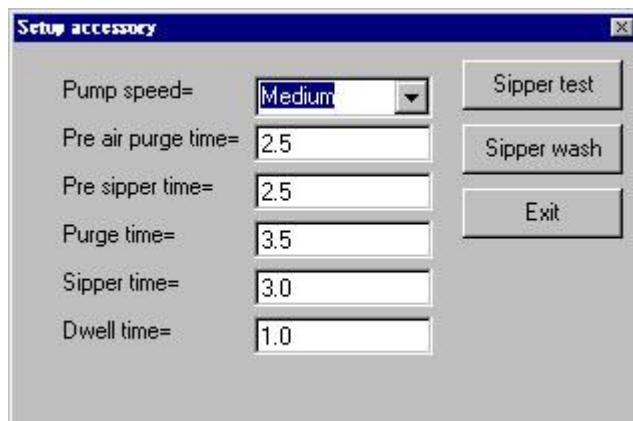 Setup accessory
Pump speed= Medium
Sipper test
Pre air purge time= 2.5
Sipper wash
Pre sipper time= 2.5
Exit
Purge time= 3.5
Sipper time= 3.0
Dwell time= 1.0